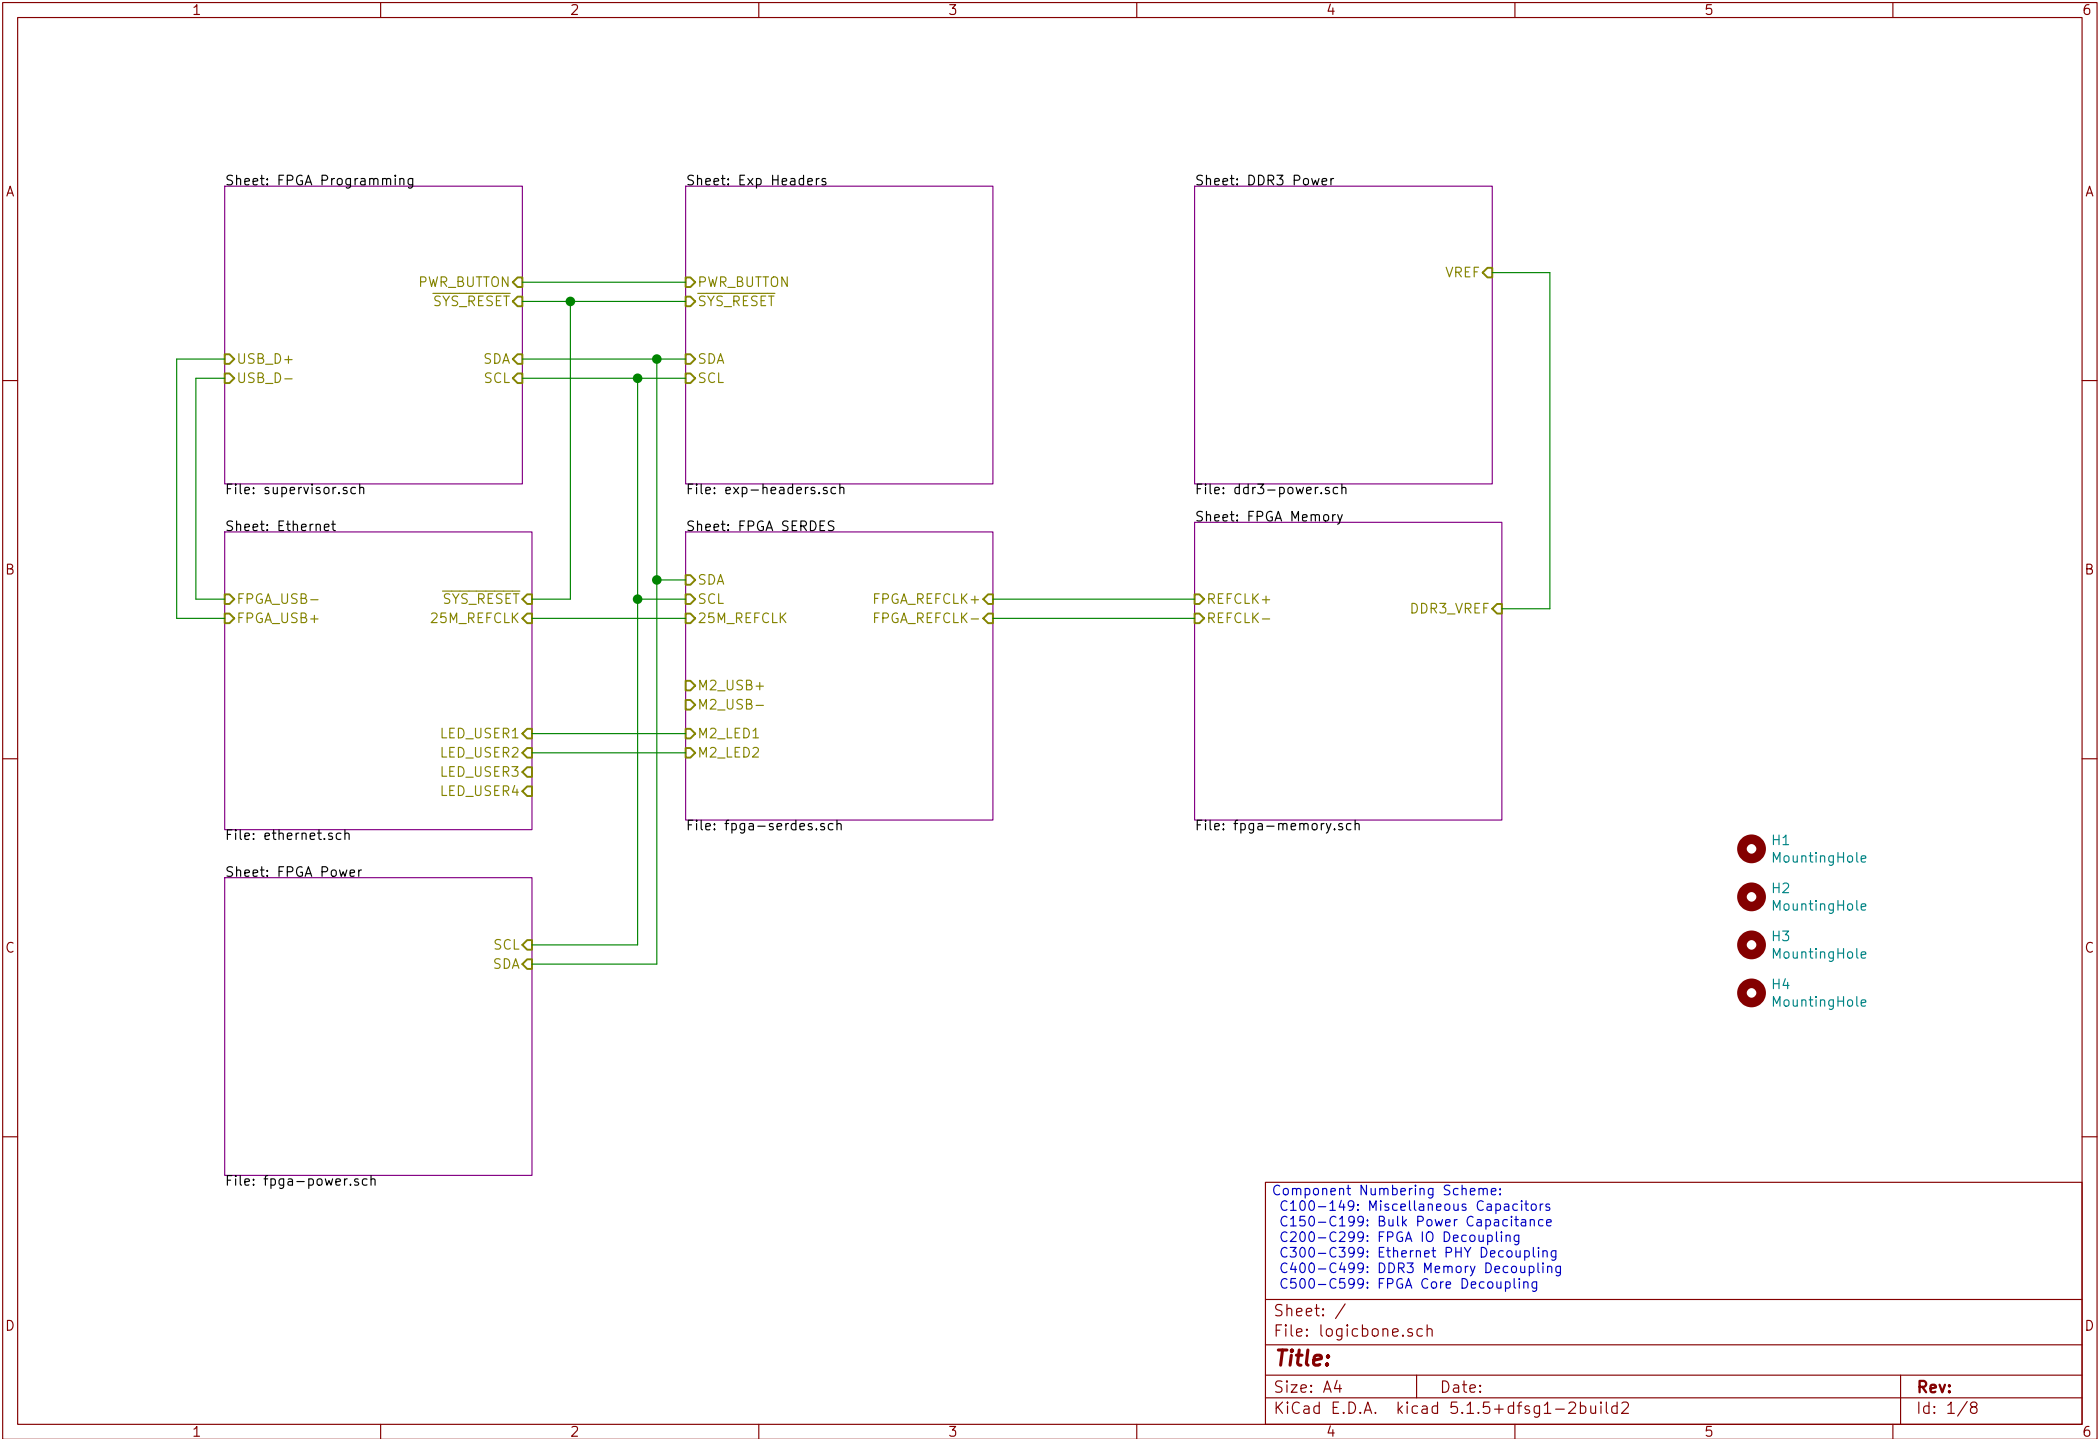 1 2 3 4 5 6
A
B
C
D
A
B
C
D
Sheet: FPGA Programming
PWR_BUTTON
SYS_RESET
USB_D+
USB_D-
SDA
SCL
File: supervisor.sch
Sheet: Exp Headers
PWR_BUTTON
SYS_RESET
SDA
SCL
File: exp-headers.sch
Sheet: DDR3 Power
VREF
File: ddr3-power.sch
Sheet: Ethernet
FPGA_USB-
FPGA_USB+
SYS_RESET
25M_REFCLK
LED_USER1
LED_USER2
LED_USER3
LED_USER4
File: ethernet.sch
Sheet: FPGA SERDES
SDA
SCL
25M_REFCLK
M2_USB+
M2_USB-
M2_LED1
M2_LED2
FPGA_REFCLK+
FPGA_REFCLK-
File: fpga-serdes.sch
Sheet: FPGA Memory
REFCLK+
REFCLK-
DDR3_VREF
File: fpga-memory.sch
Sheet: FPGA Power
SCL
SDA
File: fpga-power.sch
H1
MountingHole
H2
MountingHole
H3
MountingHole
H4
MountingHole
Component Numbering Scheme:
C100-149: Miscellaneous Capacitors
C150-C199: Bulk Power Capacitance
C200-C299: FPGA IO Decoupling
C300-C399: Ethernet PHY Decoupling
C400-C499: DDR3 Memory Decoupling
C500-C599: FPGA Core Decoupling
Sheet: /
File: logicbone.sch
Title:
Size: A4 Date: Rev:
KiCad E.D.A. kicad 5.1.5+dfsg1-2build2 Id: 1/8
1 2 3 4 5 6